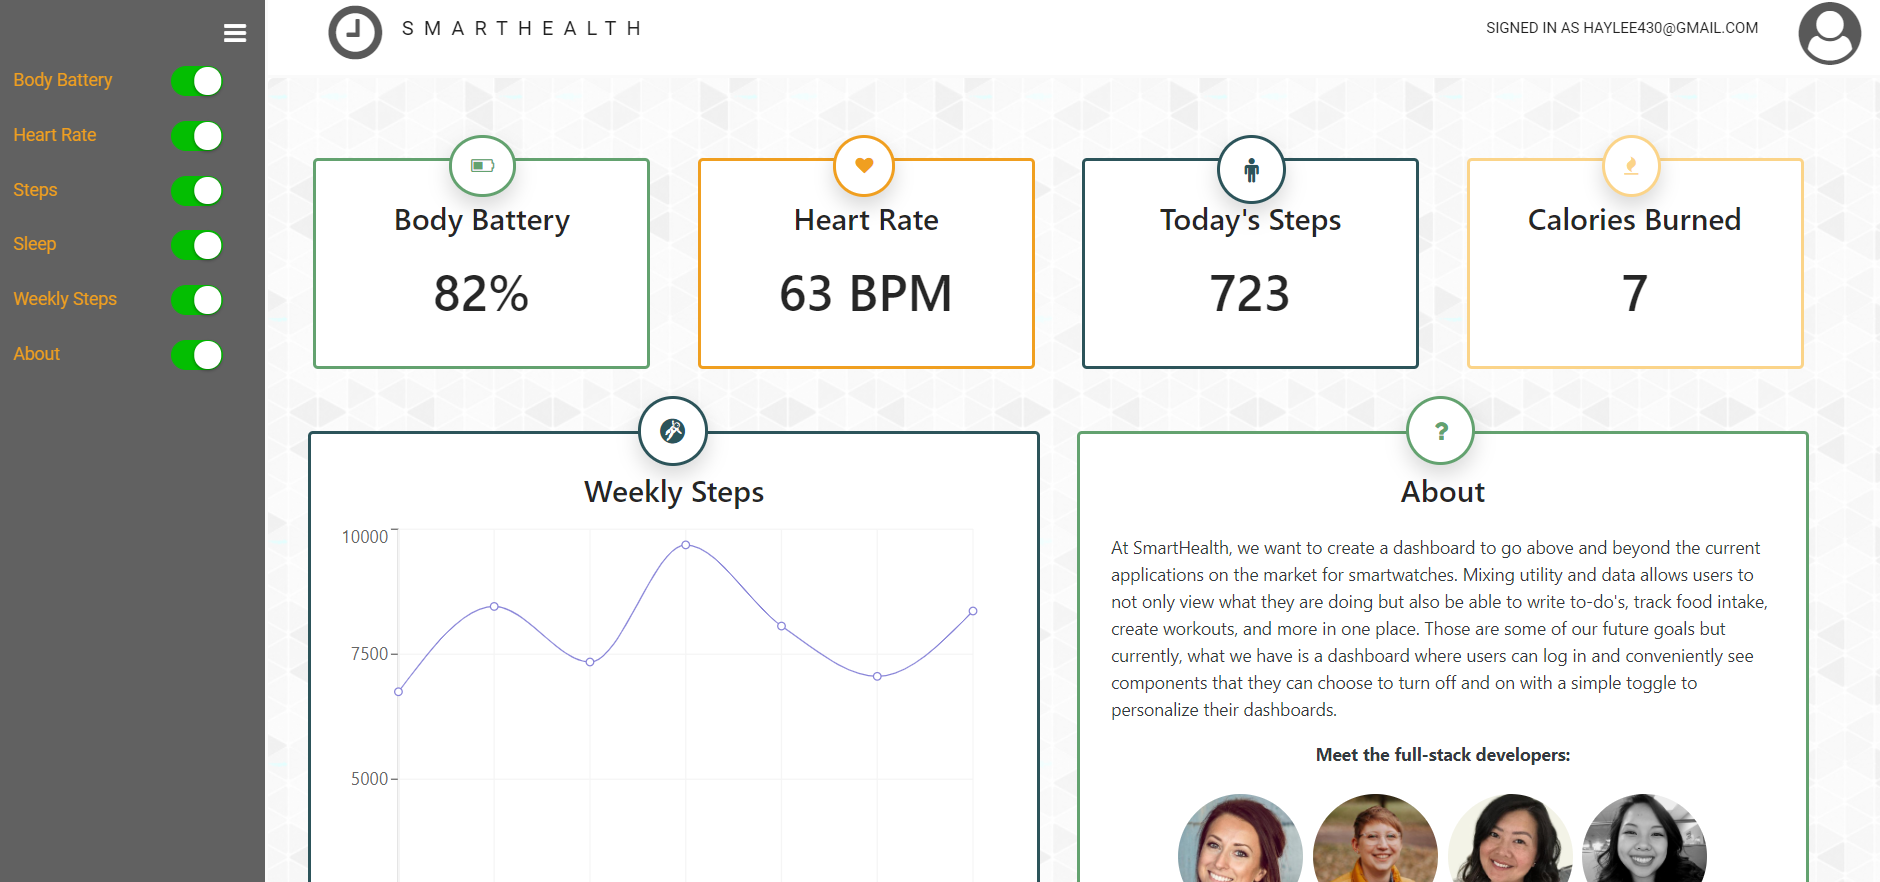 SMARTHEALTH
SIGNED IN AS HAYLEE430@GMAIL.COM
Body Battery
Heart Rate
Steps
Sleep
Weekly Steps
About
Body Battery
82%
Heart Rate
63 BPM
Today's Steps
723
Calories Burned
7
Weekly Steps
10000
7500
5000
About
At SmartHealth, we want to create a dashboard to go above and beyond the current
applications on the market for smartwatches. Mixing utility and data allows users to
not only view what they are doing but also be able to write to-do's, track food intake,
create workouts, and more in one place. Those are some of our future goals but
currently, what we have is a dashboard where users can log in and conveniently see
components that they can choose to turn off and on with a simple toggle to
personalize their dashboards.
Meet the full-stack developers: